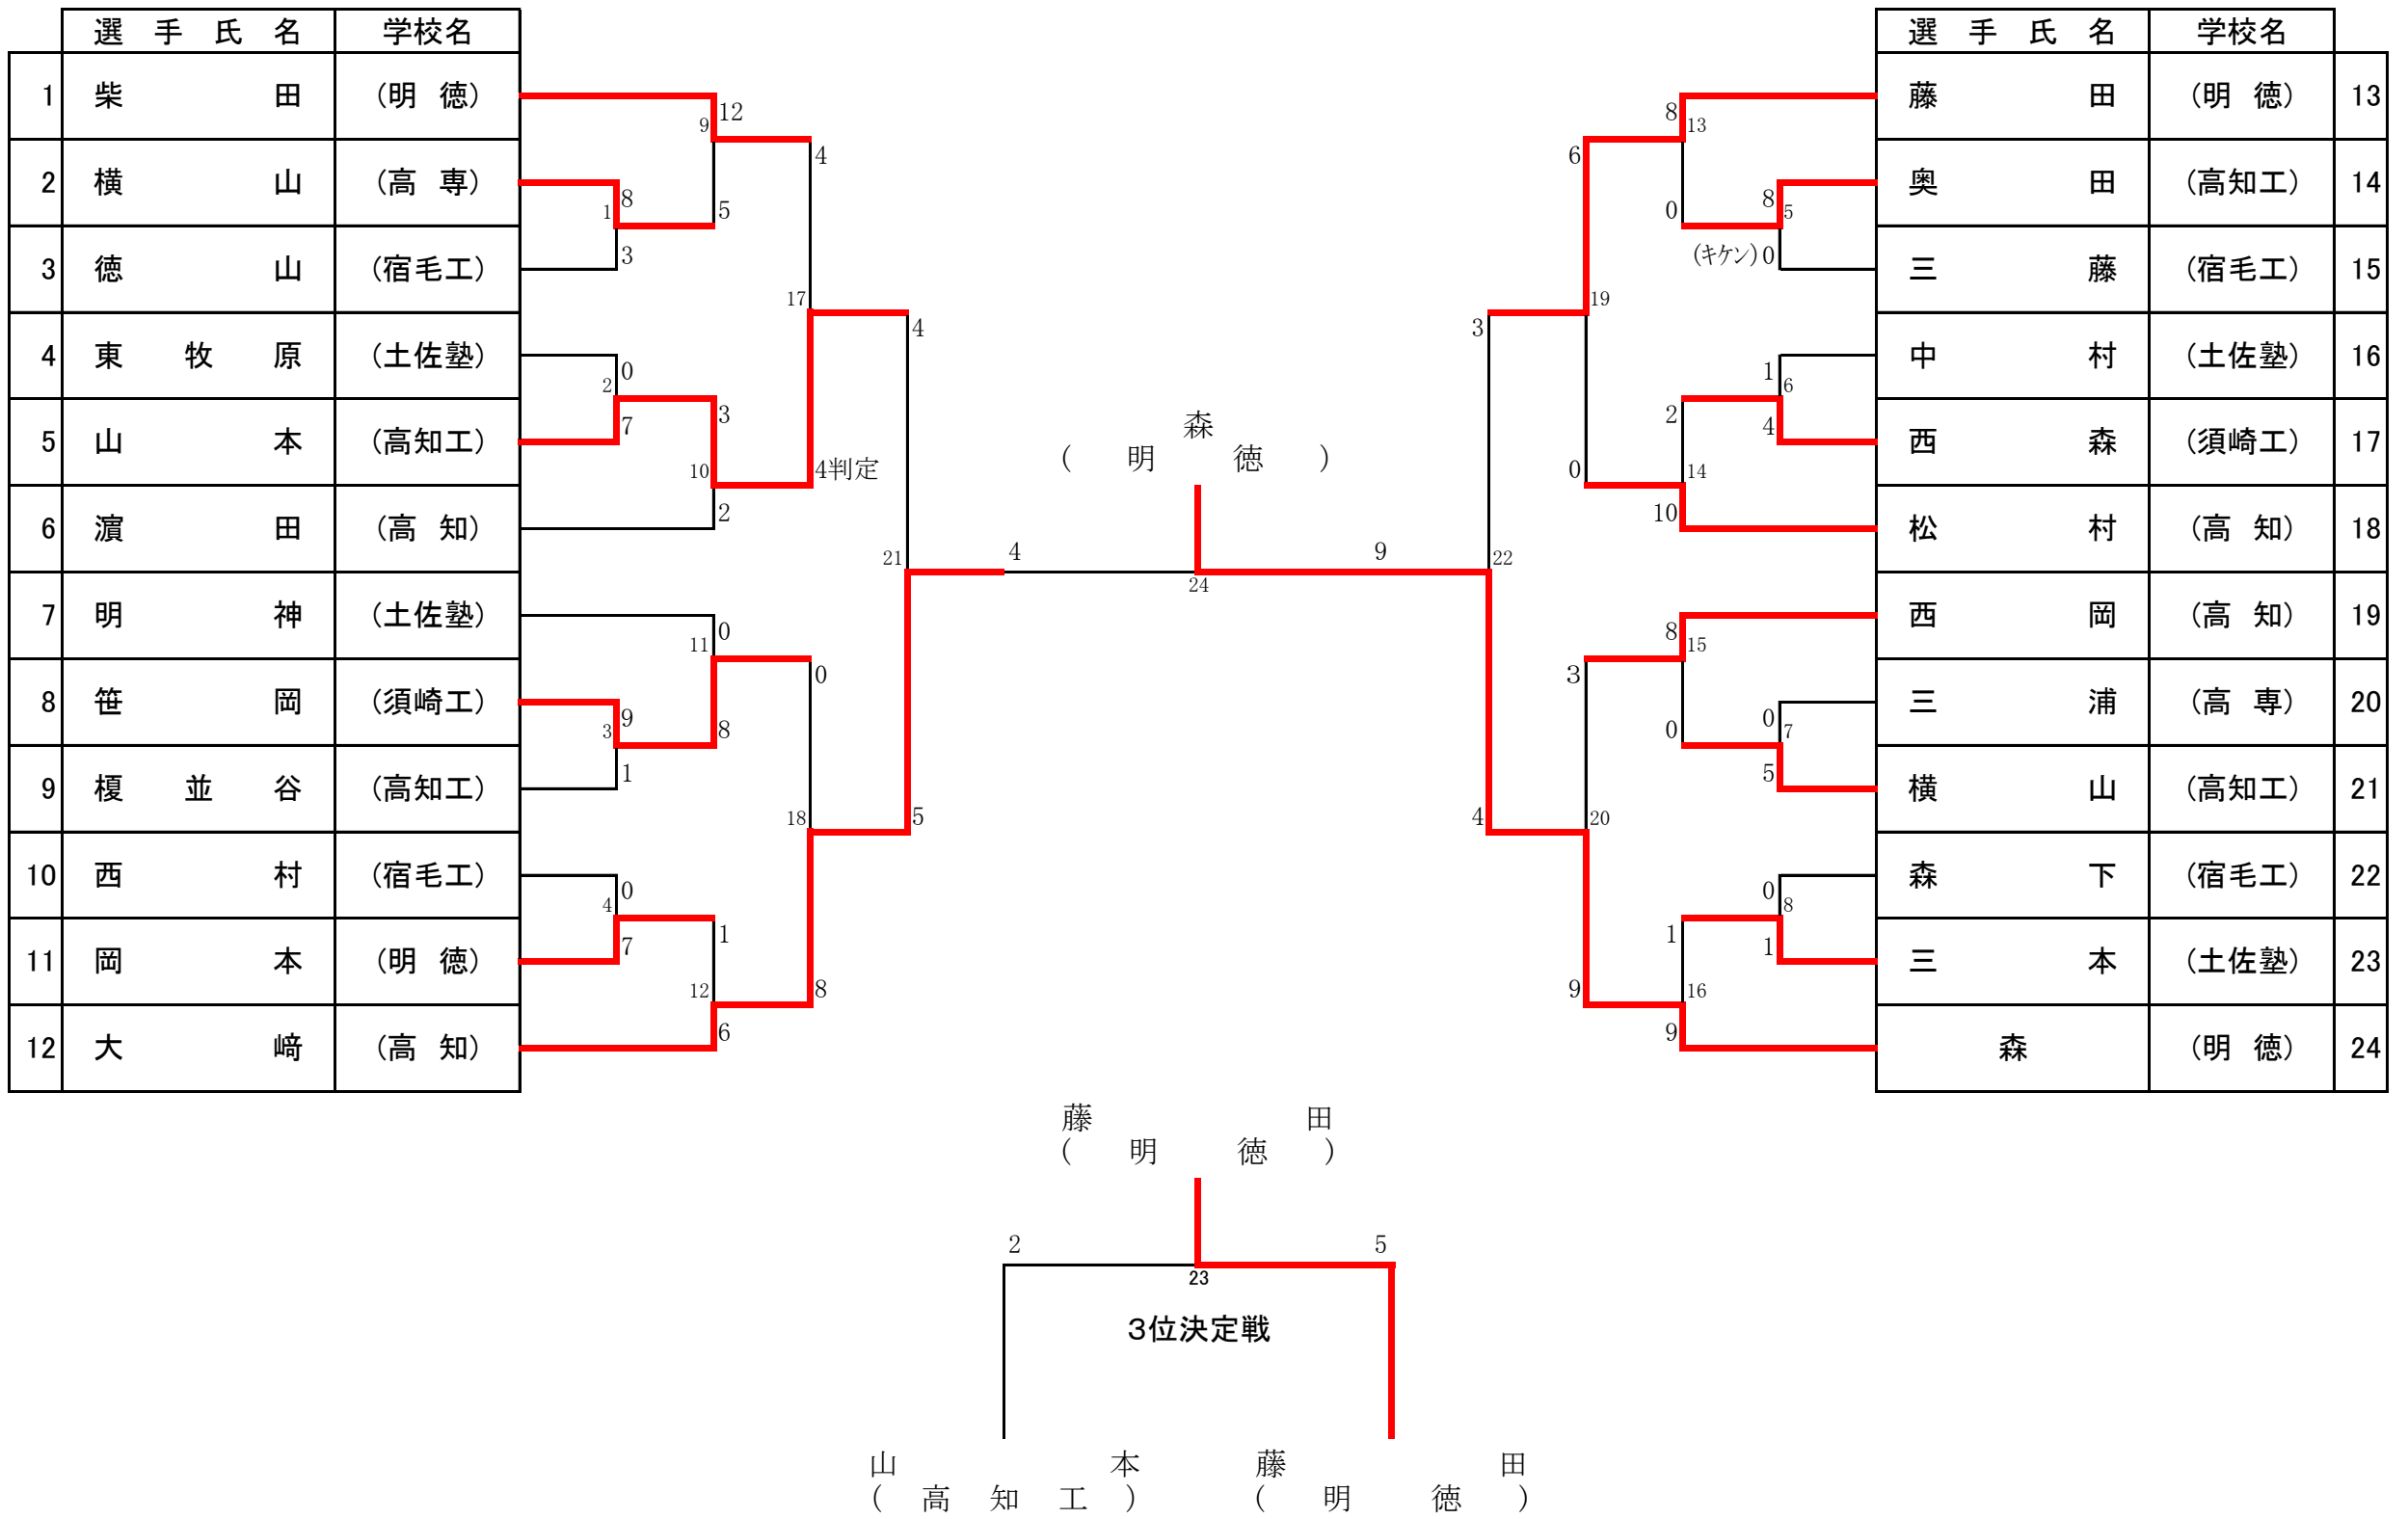 選手氏名 学校名
1 柴田 (明徳)
2 横山 (高専)
3 徳山 (宿毛工)
4 東牧原 (土佐塾)
5 山本 (高知工)
6 濵田 (高知)
7 明神 (土佐塾)
8 笹岡 (須崎工)
9 榎並谷 (高知工)
10 西村 (宿毛工)
11 岡本 (明徳)
12 大﨑 (高知)
12
9
5
8
1
3
0
2
7
3
10
2
0
11
8
9
3
1
0
4
7
1
12
6
4
17
4判定
0
18
8
4
21
5
森
(明徳)
4 9
24
3
22
4
6
19
0
3
20
9
8
13
0
8
5
(キケン) 0
1
6
4
2
14
10
8
15
0
0
7
5
0
8
1
1
16
9
選手氏名 学校名
藤田 (明徳) 13
奥田 (高知工) 14
三藤 (宿毛工) 15
中村 (土佐塾) 16
西森 (須崎工) 17
松村 (高知) 18
西岡 (高知) 19
三浦 (高専) 20
横山 (高知工) 21
森下 (宿毛工) 22
三本 (土佐塾) 23
森 (明徳) 24
藤田
(明徳)
2 5
23
3位決定戦
山本 藤田
(高知工) (明徳)